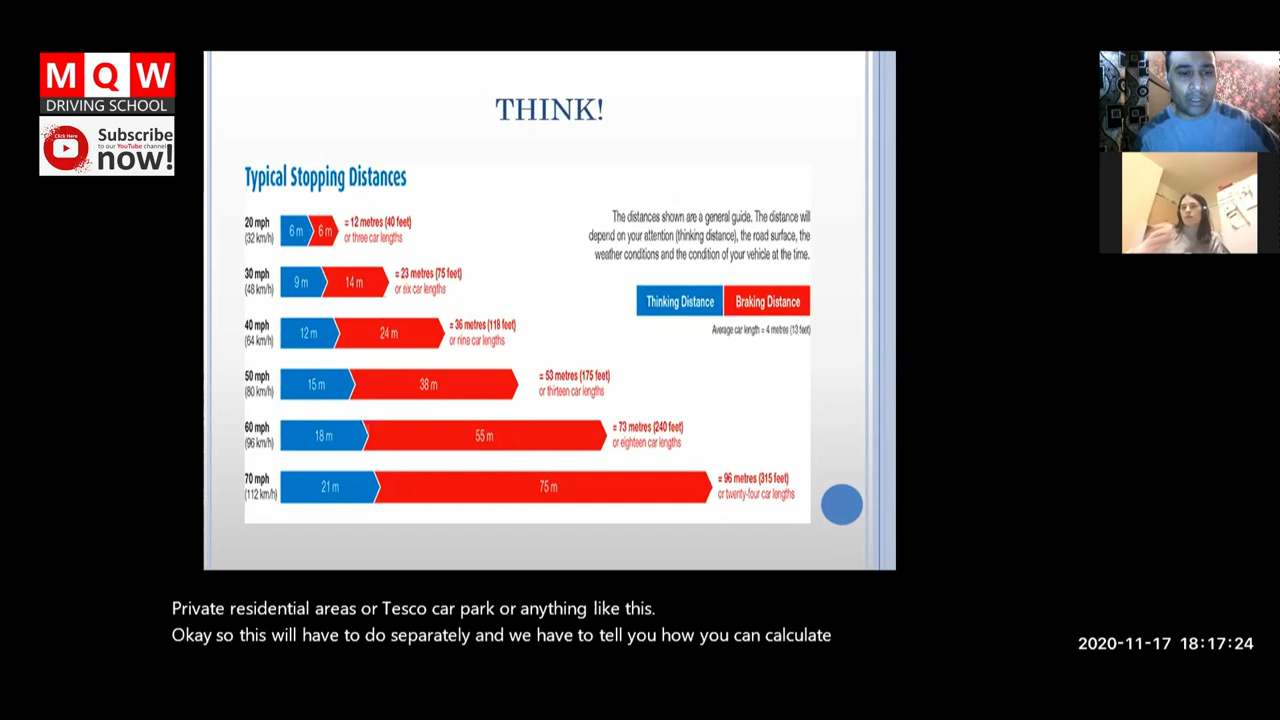 MQW
DRIVING SCHOOL
Click Here
Subscribe
to our YouTube channel
now!
THINK!
Typical Stopping Distances
20 mph
(32 km/h)
6 m
6 m
= 12 metres (40 feet)
or three car lengths
The distances shown are a general guide. The distance will
depend on your attention (thinking distance), the road surface, the
weather conditions and the condition of your vehicle at the time.
30 mph
(48 km/h)
9 m
14 m
= 23 metres (75 feet)
or six car lengths
Thinking Distance
Braking Distance
Average car length = 4 metres (13 feet)
40 mph
(64 km/h)
12 m
24 m
= 36 metres (118 feet)
or nine car lengths
50 mph
(80 km/h)
15 m
38 m
= 53 metres (175 feet)
or thirteen car lengths
60 mph
(96 km/h)
18 m
55 m
= 73 metres (240 feet)
or eighteen car lengths
70 mph
(112 km/h)
21 m
75 m
= 96 metres (315 feet)
or twenty-four car lengths
Private residential areas or Tesco car park or anything like this.
Okay so this will have to do separately and we have to tell you how you can calculate
2020-11-17 18:17:24